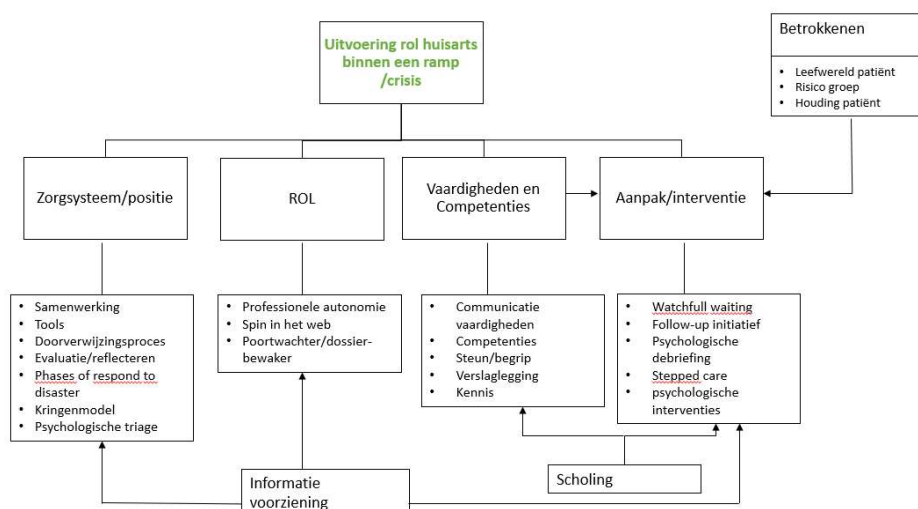 Uitvoering rol huisarts
binnen een ramp
/crisis
Betrokkenen
• Leefwereld patiënt
• Risico groep
• Houding patiënt
Zorgsysteem/positie
ROL
Vaardigheden en
Competenties
Aanpak/interventie
• Samenwerking
• Tools
• Doorverwijzingsproces
• Evaluatie/reflecteren
• Phases of respond to
disaster
• Kringenmodel
• Psychologische triage
• Professionele autonomie
• Spin in het web
• Poortwachter/dossier-
bewaker
• Communicatie
vaardigheden
• Competenties
• Steun/begrip
• Verslaglegging
• Kennis
• Watchfull waiting
• Follow-up initiatief
• Psychologische
debriefing
• Stepped care
• psychologische
interventies
Informatie
voorziening
Scholing